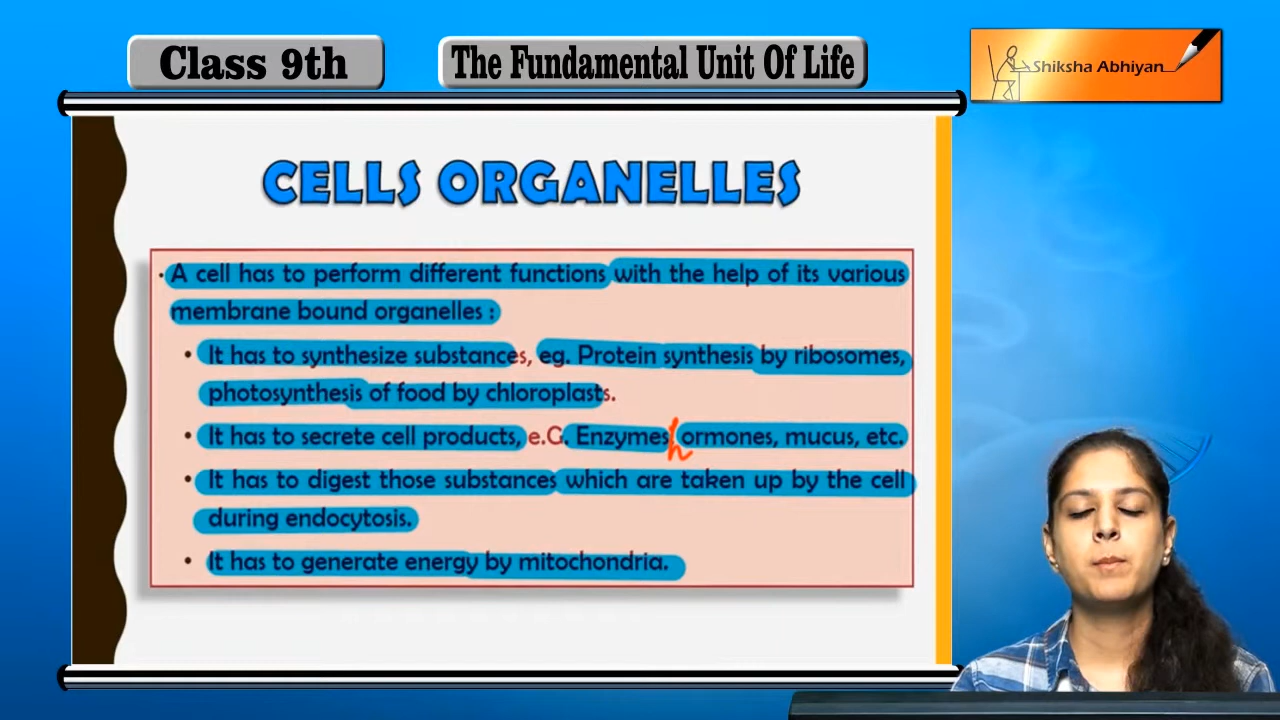 Class 9th
The Fundamental Unit Of Life
Shiksha Abhiyan
CELLS ORGANELLES
• A cell has to perform different functions with the help of its various
membrane bound organelles :
• It has to synthesize substances, eg. Protein synthesis by ribosomes,
photosynthesis of food by chloroplasts.
• It has to secrete cell products, e.G. Enzymes hormones, mucus, etc.
• It has to digest those substances which are taken up by the cell
during endocytosis.
• It has to generate energy by mitochondria.